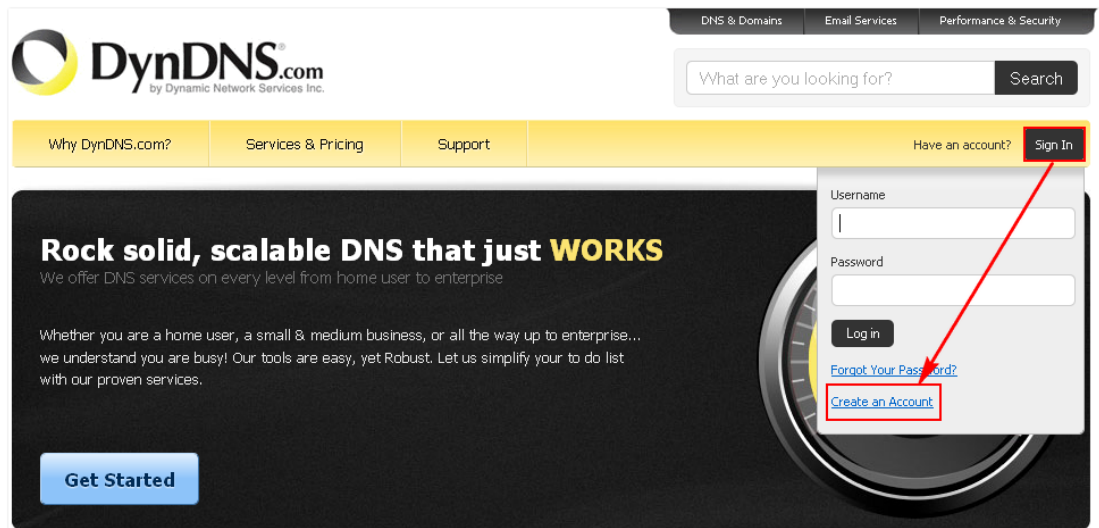 DNS & Domains
Email Services
Performance & Security
DynDNS.com
by Dynamic Network Services Inc.
What are you looking for?
Search
Why DynDNS.com?
Services & Pricing
Support
Have an account?
Sign In
Username
Password
Log in
Forgot Your Password?
Create an Account
Rock solid, scalable DNS that just WORKS
We offer DNS services on every level from home user to enterprise
Whether you are a home user, a small & medium business, or all the way up to enterprise...
we understand you are busy! Our tools are easy, yet Robust. Let us simplify your to do list
with our proven services.
Get Started